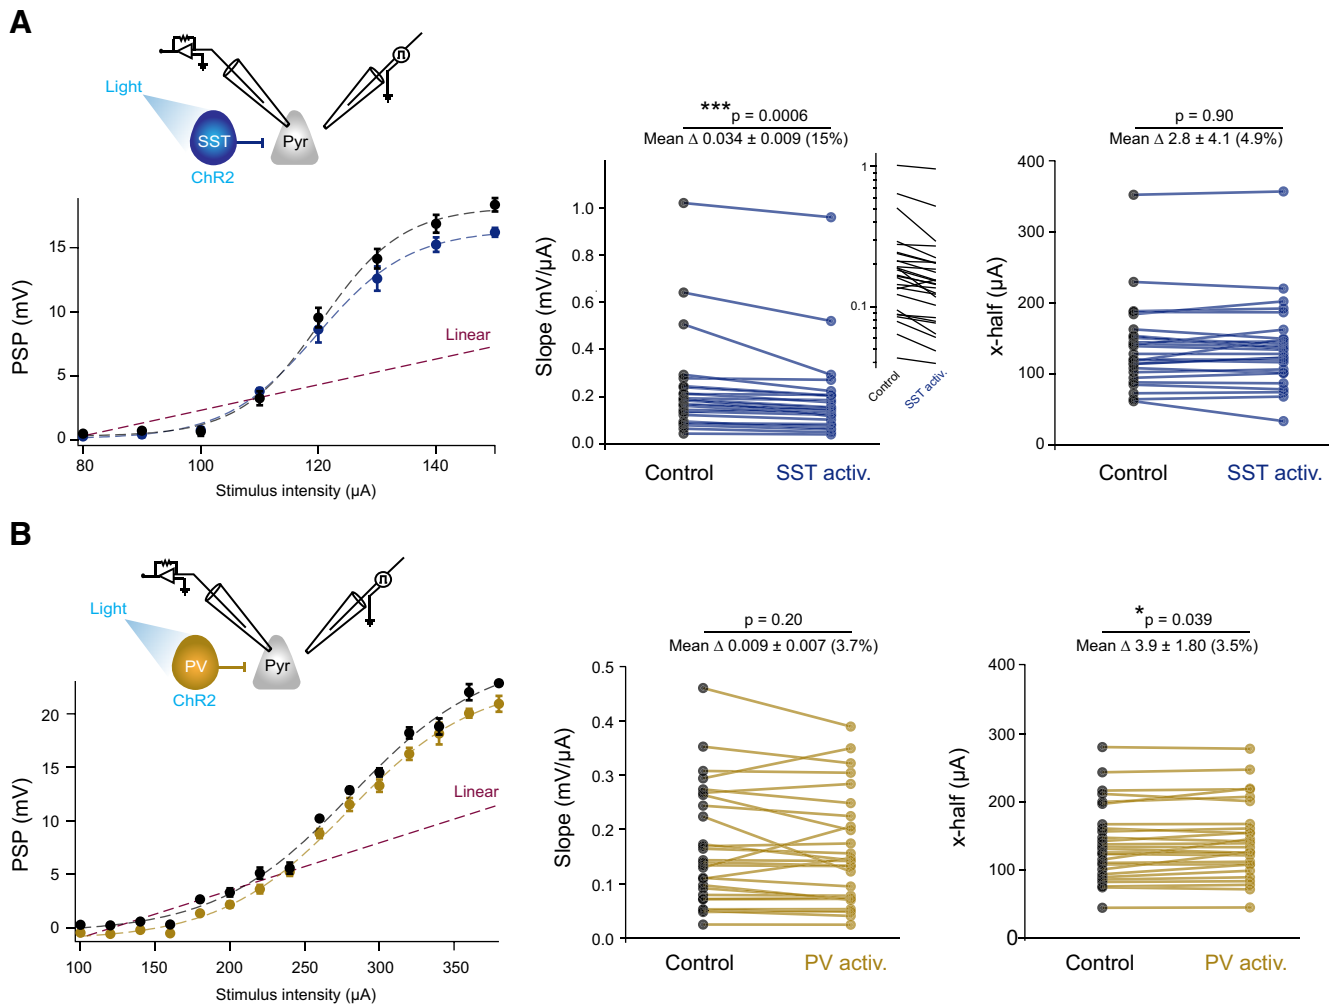 A
Light
SST
Pyr
ChR2
PSP (mV)
15
10
5
0
Linear
80
100
120
140
Stimulus intensity (µA)
***p = 0.0006
Mean Δ 0.034 ± 0.009 (15%)
Slope (mV/µA)
1.0
0.8
0.6
0.4
0.2
0.0
Control
SST activ.
1
0.1
Control
SST activ.
p = 0.90
Mean Δ 2.8 ± 4.1 (4.9%)
x-half (µA)
400
300
200
100
0
Control
SST activ.
B
Light
PV
Pyr
ChR2
PSP (mV)
20
15
10
5
0
Linear
100
150
200
250
300
350
Stimulus intensity (µA)
p = 0.20
Mean Δ 0.009 ± 0.007 (3.7%)
Slope (mV/µA)
0.5
0.4
0.3
0.2
0.1
0.0
Control
PV activ.
*p = 0.039
Mean Δ 3.9 ± 1.80 (3.5%)
x-half (µA)
400
300
200
100
0
Control
PV activ.